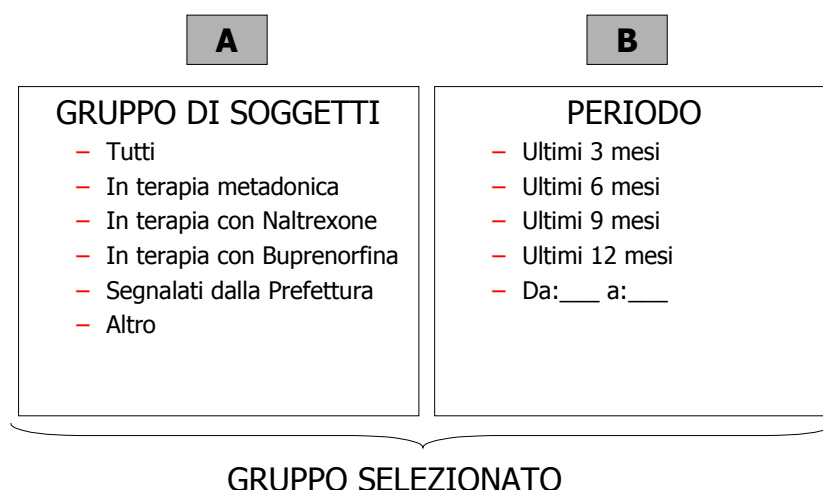 A
B
GRUPPO DI SOGGETTI
– Tutti
– In terapia metadonica
– In terapia con Naltrexone
– In terapia con Buprenorfina
– Segnalati dalla Prefettura
– Altro
PERIODO
– Ultimi 3 mesi
– Ultimi 6 mesi
– Ultimi 9 mesi
– Ultimi 12 mesi
– Da:___ a:___
GRUPPO SELEZIONATO